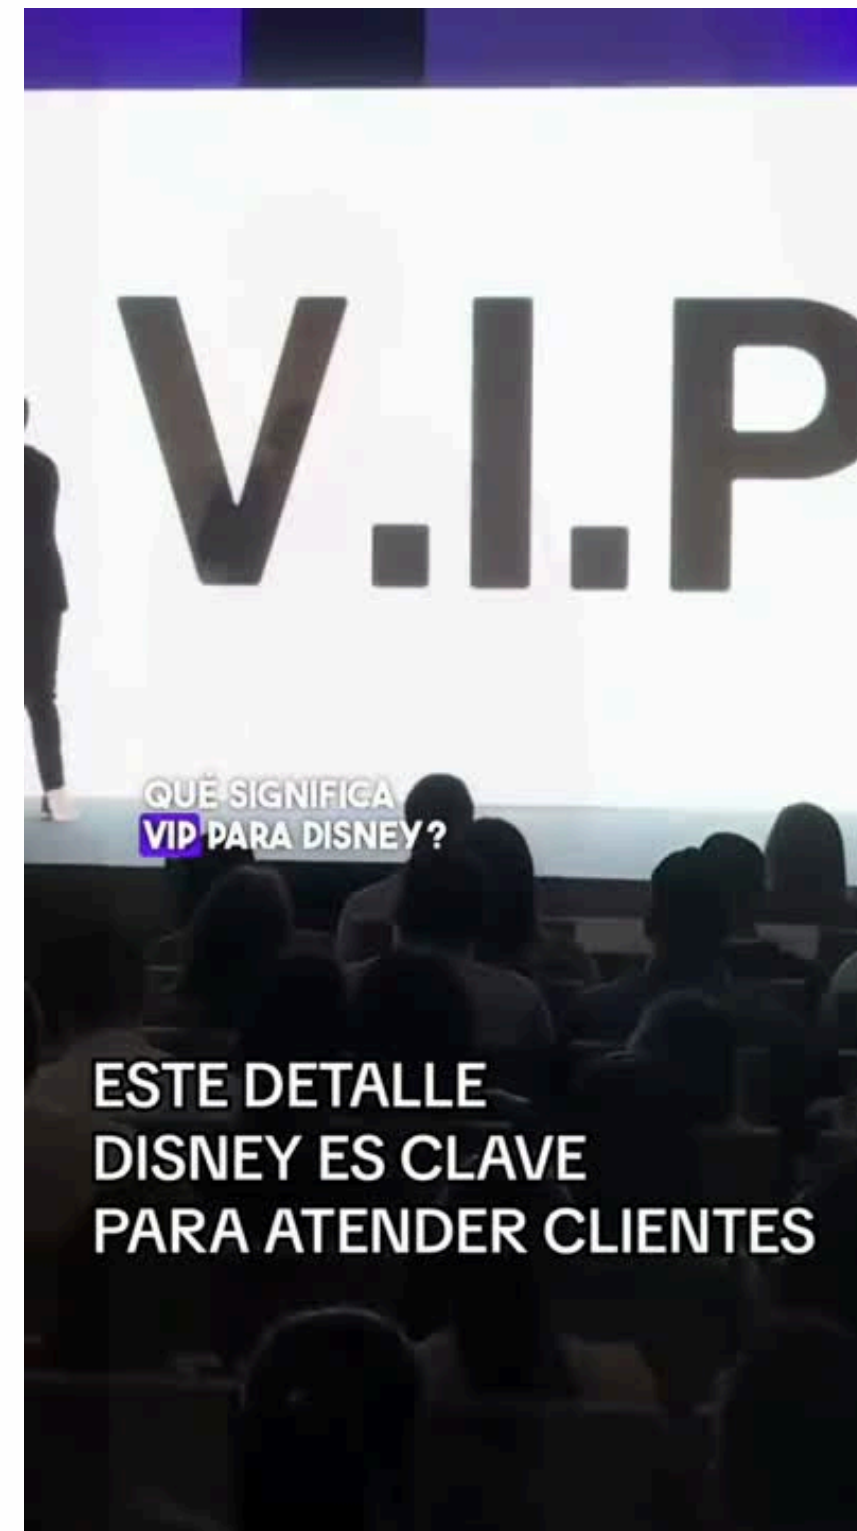 V.I.P
QUÉ SIGNIFICA
VIP PARA DISNEY?
ESTE DETALLE
DISNEY ES CLAVE
PARA ATENDER CLIENTES